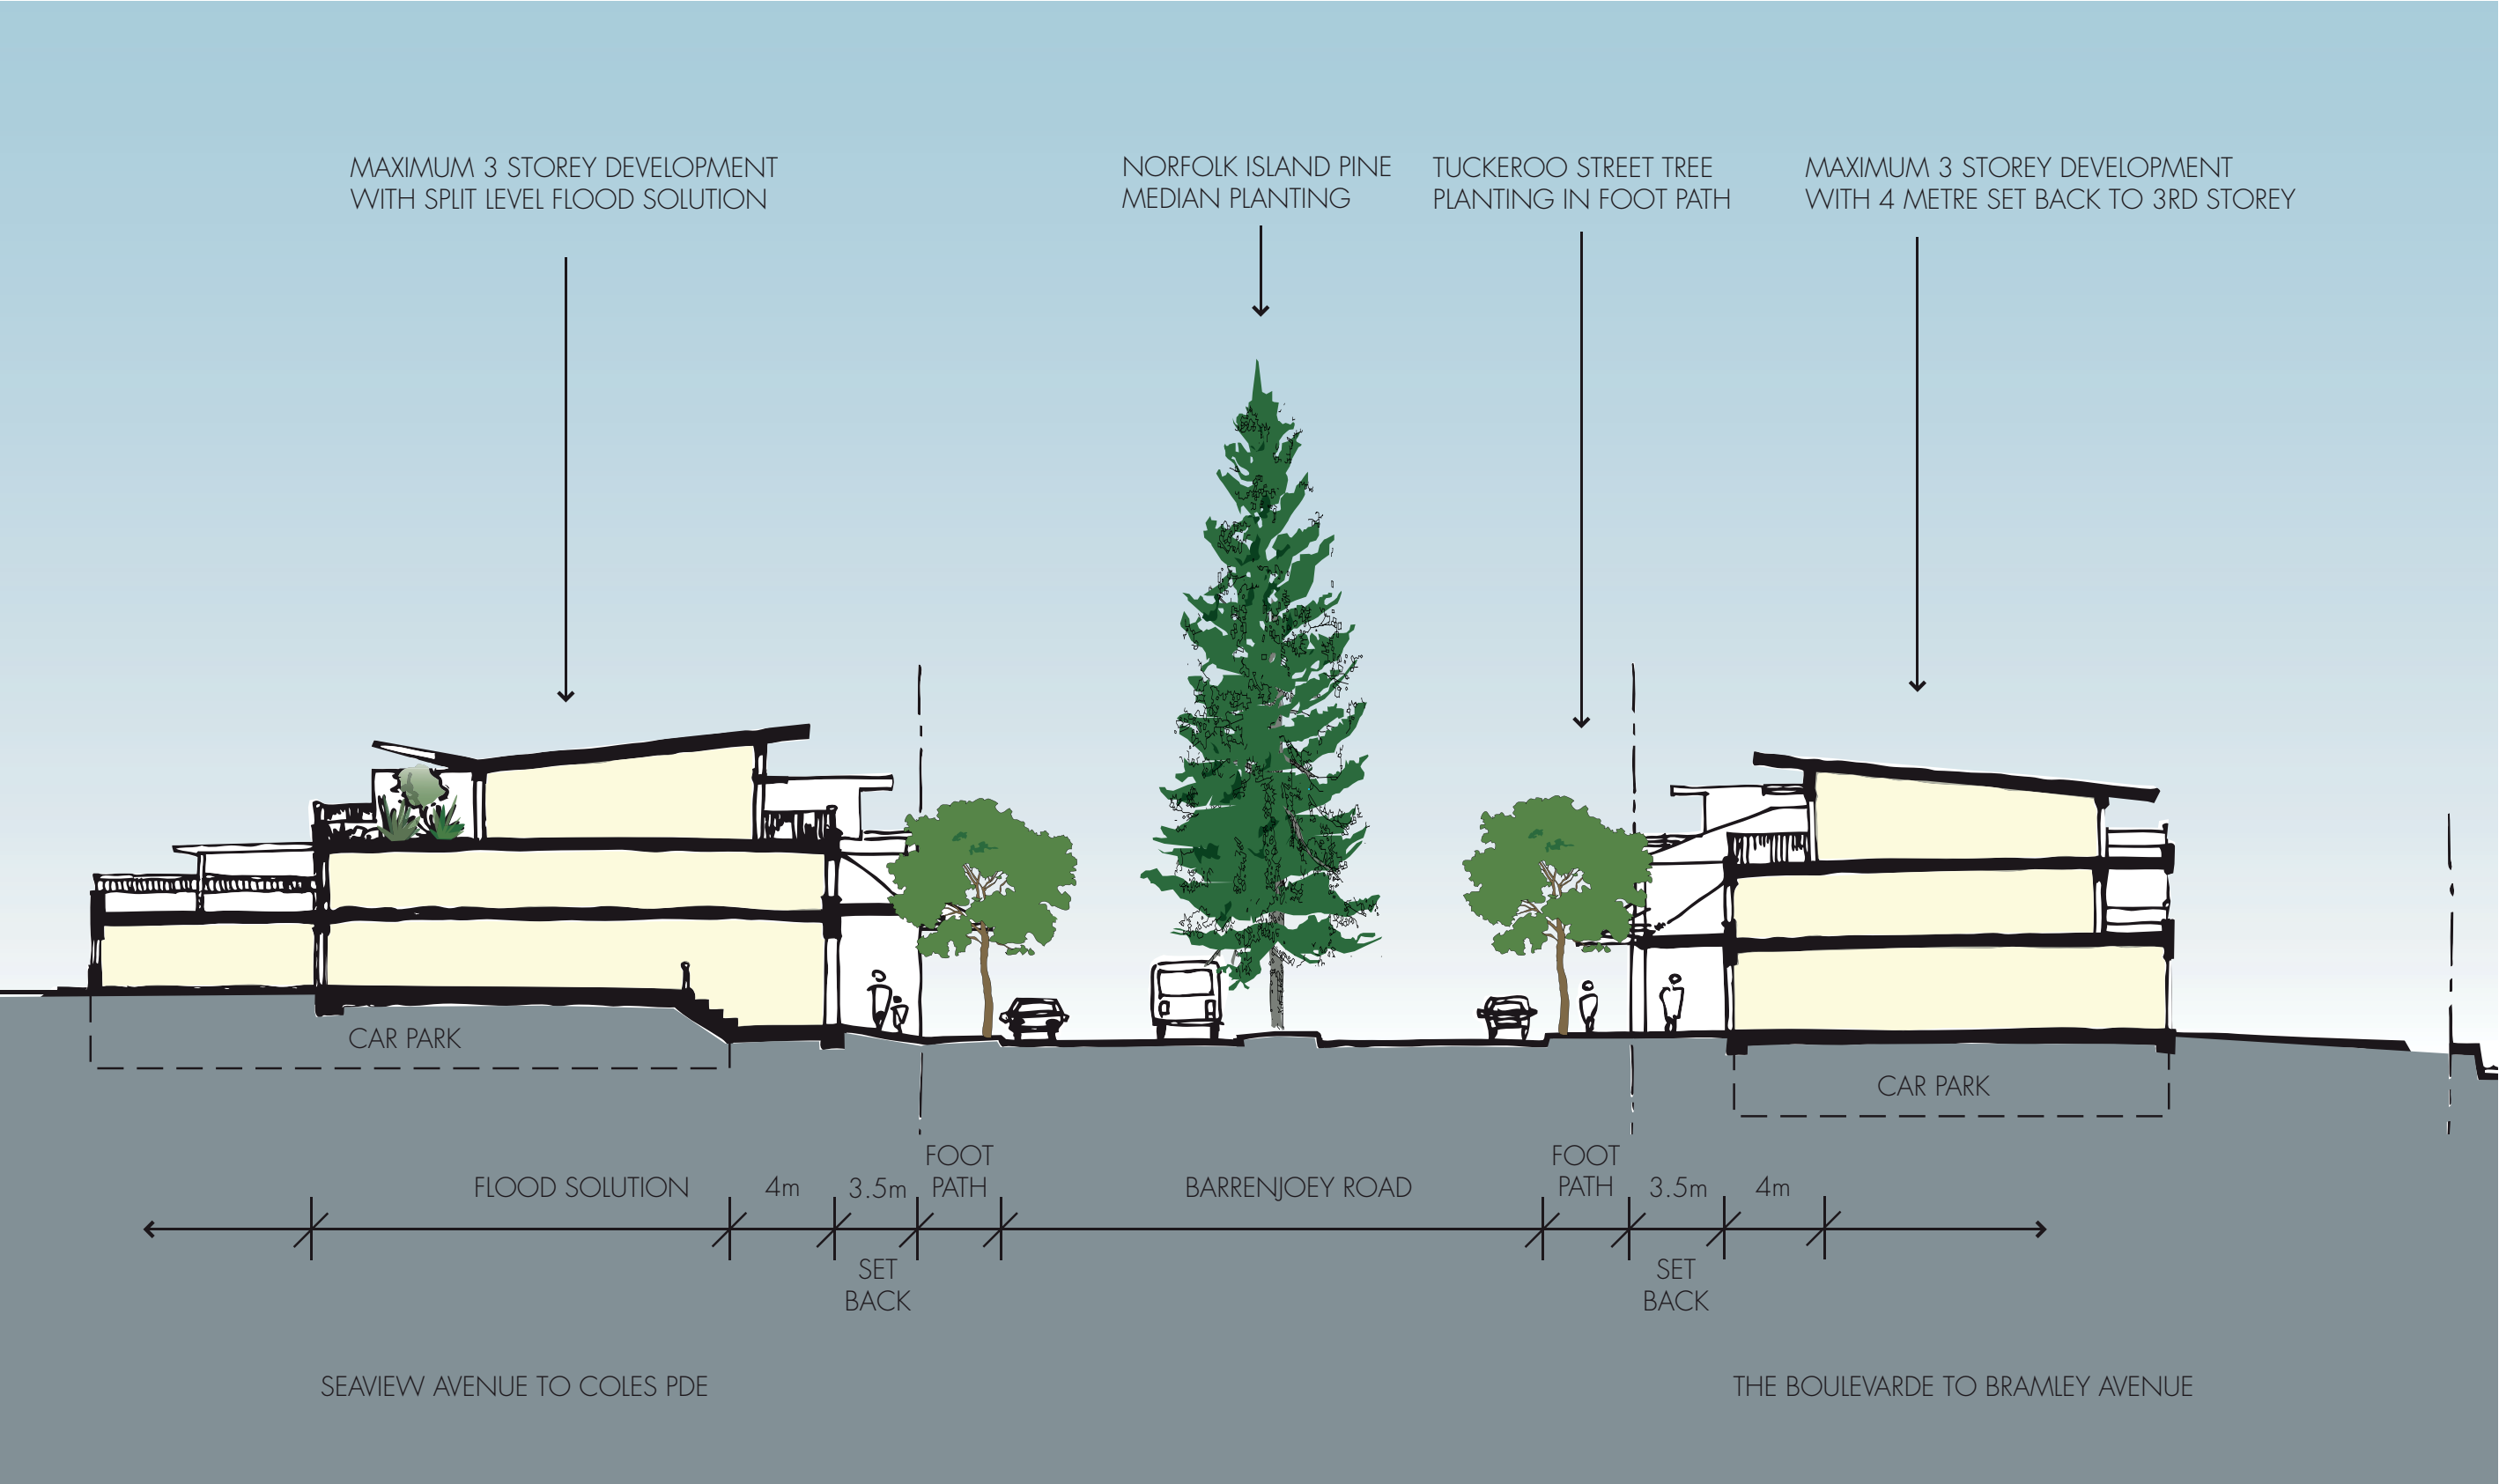 MAXIMUM 3 STOREY DEVELOPMENT
WITH SPLIT LEVEL FLOOD SOLUTION
NORFOLK ISLAND PINE
MEDIAN PLANTING
TUCKEROO STREET TREE
PLANTING IN FOOT PATH
MAXIMUM 3 STOREY DEVELOPMENT
WITH 4 METRE SET BACK TO 3RD STOREY
CAR PARK
CAR PARK
FLOOD SOLUTION
4m
3.5m
FOOT
PATH
BARRENJOEY ROAD
FOOT
PATH
3.5m
4m
SET
BACK
SET
BACK
SEAVIEW AVENUE TO COLES PDE
THE BOULEVARDE TO BRAMLEY AVENUE